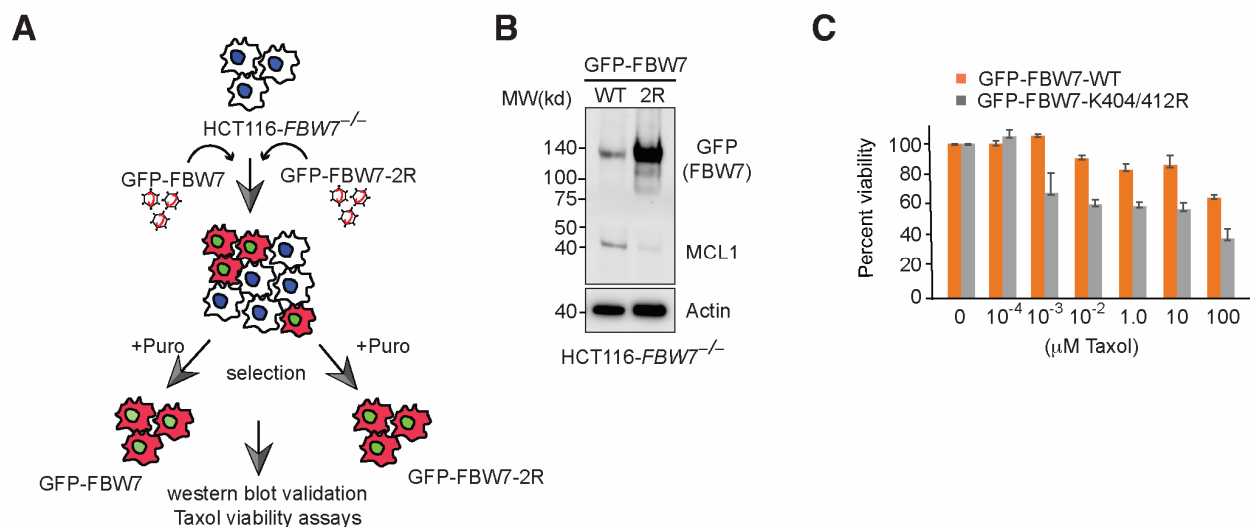 A
HCT116-FBW7–/–
GFP-FBW7
GFP-FBW7-2R
+Puro
+Puro
selection
GFP-FBW7
GFP-FBW7-2R
western blot validation
Taxol viability assays
B
GFP-FBW7
MW(kd)
WT
2R
140
100
75
50
40
GFP
(FBW7)
MCL1
40
Actin
HCT116-FBW7–/–
C
GFP-FBW7-WT
GFP-FBW7-K404/412R
Percent viability
100
80
60
40
20
0
0 10-4 10-3 10-2 1.0 10 100
(μM Taxol)